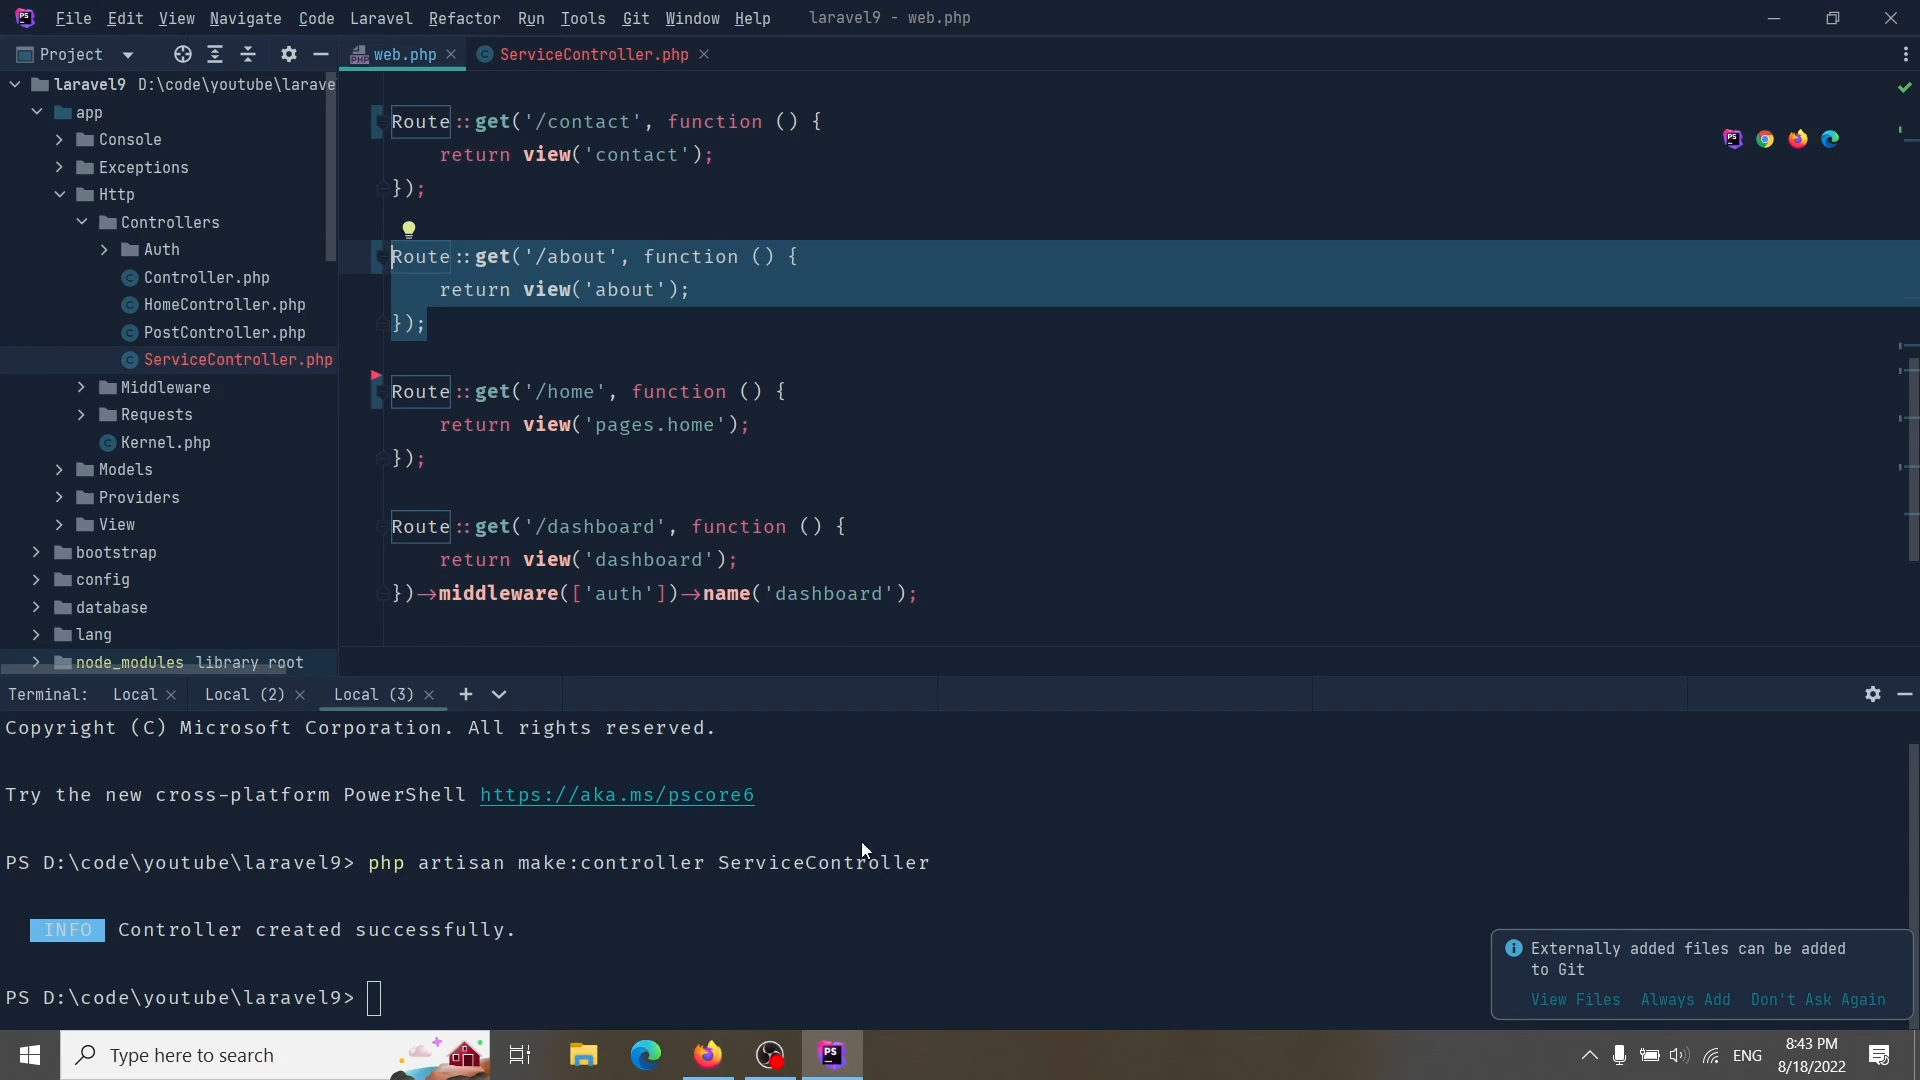 PS File Edit View Navigate Code Laravel Refactor Run Tools Git Window Help laravel9 - web.php
Project
web.php
ServiceController.php
laravel9 D:\code\youtube\larave
app
Console
Exceptions
Http
Controllers
Auth
Controller.php
HomeController.php
PostController.php
ServiceController.php
Middleware
Requests
Kernel.php
Models
Providers
View
bootstrap
config
database
lang
node_modules library root
Route::get('/contact', function () {
return view('contact');
});
Route::get('/about', function () {
return view('about');
});
Route::get('/home', function () {
return view('pages.home');
});
Route::get('/dashboard', function () {
return view('dashboard');
})->middleware(['auth'])->name('dashboard');
Terminal: Local Local (2) Local (3)
Copyright (C) Microsoft Corporation. All rights reserved.
Try the new cross-platform PowerShell https://aka.ms/pscore6
PS D:\code\youtube\laravel9> php artisan make:controller ServiceController
INFO Controller created successfully.
PS D:\code\youtube\laravel9>
Externally added files can be added
to Git
View Files Always Add Don't Ask Again
Type here to search
PS
ENG
8:43 PM
8/18/2022